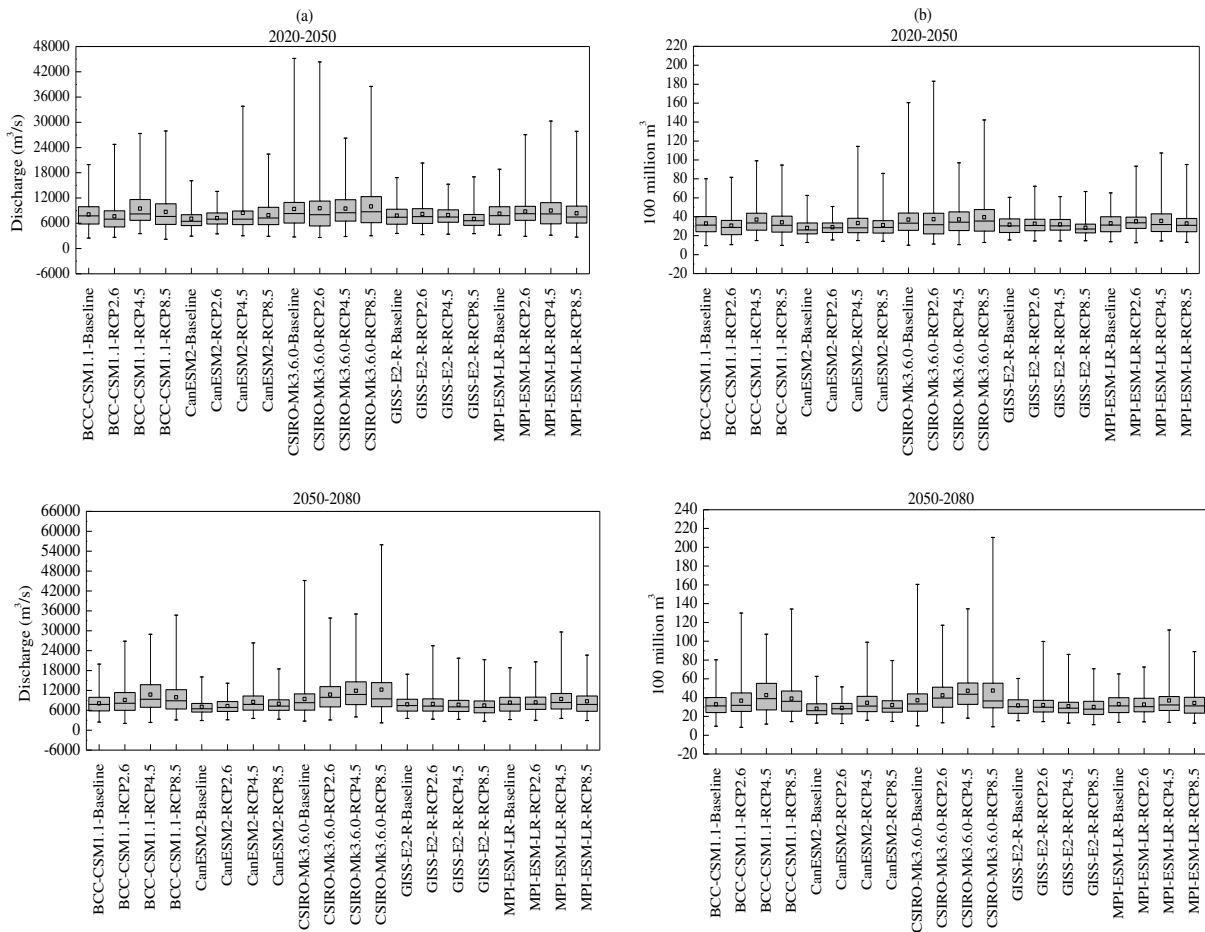 (a)
2020-2050
48000
42000
36000
30000
24000
18000
12000
6000
0
-6000
Discharge (m³/s)
BCC-CSM1.1-Baseline
BCC-CSM1.1-RCP2.6
BCC-CSM1.1-RCP4.5
BCC-CSM1.1-RCP8.5
CanESM2-Baseline
CanESM2-RCP2.6
CanESM2-RCP4.5
CanESM2-RCP8.5
CSIRO-Mk3.6.0-Baseline
CSIRO-Mk3.6.0-RCP2.6
CSIRO-Mk3.6.0-RCP4.5
CSIRO-Mk3.6.0-RCP8.5
GISS-E2-R-Baseline
GISS-E2-R-RCP2.6
GISS-E2-R-RCP4.5
GISS-E2-R-RCP8.5
MPI-ESM-LR-Baseline
MPI-ESM-LR-RCP2.6
MPI-ESM-LR-RCP4.5
MPI-ESM-LR-RCP8.5
(b)
2020-2050
220
200
180
160
140
120
100
80
60
40
20
0
-20
100 million m³
BCC-CSM1.1-Baseline
BCC-CSM1.1-RCP2.6
BCC-CSM1.1-RCP4.5
BCC-CSM1.1-RCP8.5
CanESM2-Baseline
CanESM2-RCP2.6
CanESM2-RCP4.5
CanESM2-RCP8.5
CSIRO-Mk3.6.0-Baseline
CSIRO-Mk3.6.0-RCP2.6
CSIRO-Mk3.6.0-RCP4.5
CSIRO-Mk3.6.0-RCP8.5
GISS-E2-R-Baseline
GISS-E2-R-RCP2.6
GISS-E2-R-RCP4.5
GISS-E2-R-RCP8.5
MPI-ESM-LR-Baseline
MPI-ESM-LR-RCP2.6
MPI-ESM-LR-RCP4.5
MPI-ESM-LR-RCP8.5
2050-2080
66000
60000
54000
48000
42000
36000
30000
24000
18000
12000
6000
0
-6000
Discharge (m³/s)
BCC-CSM1.1-Baseline
BCC-CSM1.1-RCP2.6
BCC-CSM1.1-RCP4.5
BCC-CSM1.1-RCP8.5
CanESM2-Baseline
CanESM2-RCP2.6
CanESM2-RCP4.5
CanESM2-RCP8.5
CSIRO-Mk3.6.0-Baseline
CSIRO-Mk3.6.0-RCP2.6
CSIRO-Mk3.6.0-RCP4.5
CSIRO-Mk3.6.0-RCP8.5
GISS-E2-R-Baseline
GISS-E2-R-RCP2.6
GISS-E2-R-RCP4.5
GISS-E2-R-RCP8.5
MPI-ESM-LR-Baseline
MPI-ESM-LR-RCP2.6
MPI-ESM-LR-RCP4.5
MPI-ESM-LR-RCP8.5
2050-2080
240
220
200
180
160
140
120
100
80
60
40
20
0
-20
100 million m³
BCC-CSM1.1-Baseline
BCC-CSM1.1-RCP2.6
BCC-CSM1.1-RCP4.5
BCC-CSM1.1-RCP8.5
CanESM2-Baseline
CanESM2-RCP2.6
CanESM2-RCP4.5
CanESM2-RCP8.5
CSIRO-Mk3.6.0-Baseline
CSIRO-Mk3.6.0-RCP2.6
CSIRO-Mk3.6.0-RCP4.5
CSIRO-Mk3.6.0-RCP8.5
GISS-E2-R-Baseline
GISS-E2-R-RCP2.6
GISS-E2-R-RCP4.5
GISS-E2-R-RCP8.5
MPI-ESM-LR-Baseline
MPI-ESM-LR-RCP2.6
MPI-ESM-LR-RCP4.5
MPI-ESM-LR-RCP8.5